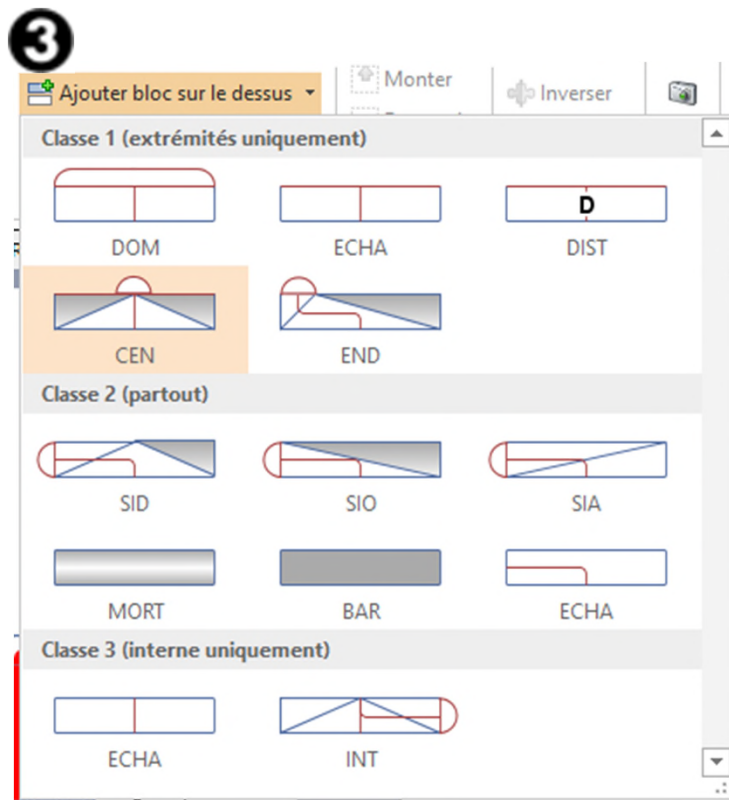 3
Monter
Ajouter bloc sur le dessus
Inverser
Classe 1 (extrémités uniquement)
D
DOM ECHA DIST
CEN END
Classe 2 (partout)
SID SIO SIA
MORT BAR ECHA
Classe 3 (interne uniquement)
ECHA INT